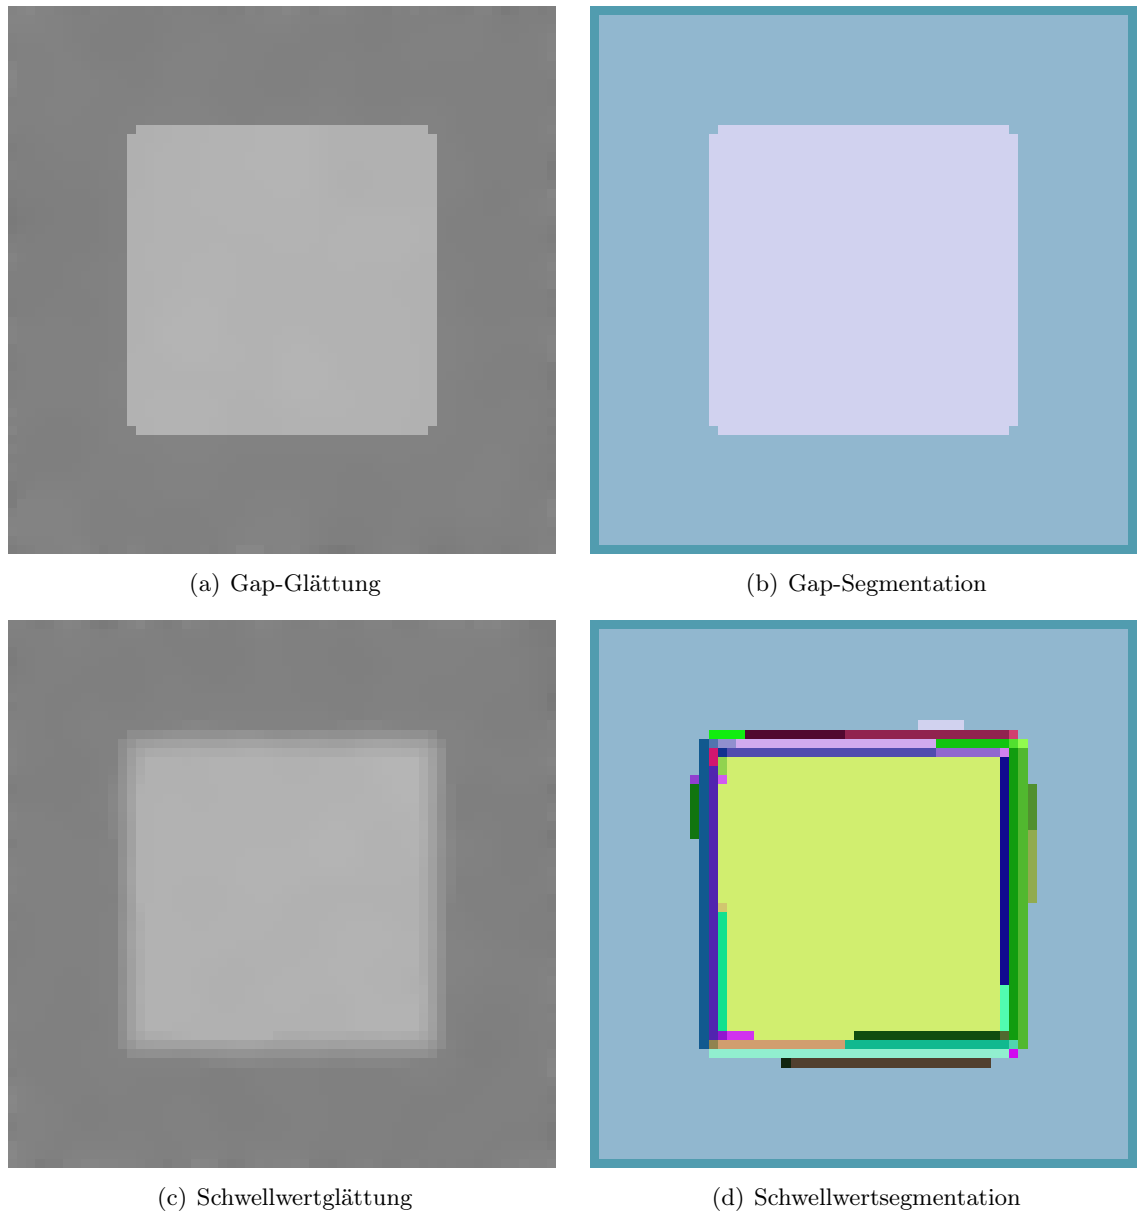 (a) Gap-Glättung
(b) Gap-Segmentation
(c) Schwellwertglättung
(d) Schwellwertsegmentation